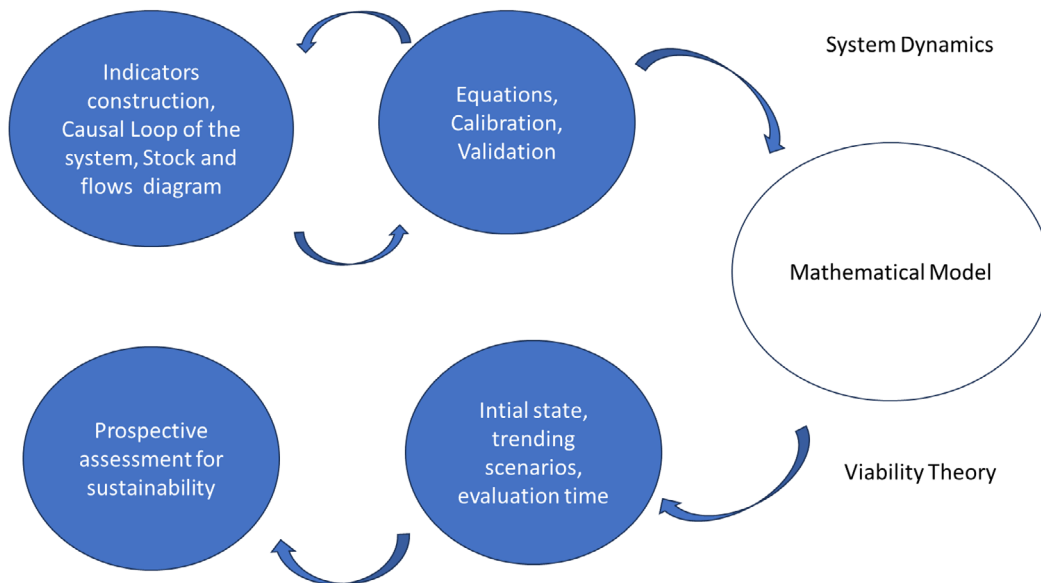 System Dynamics
Indicators
construction,
Causal Loop of the
system, Stock and
flows diagram
Equations,
Calibration,
Validation
Mathematical Model
Prospective
assessment for
sustainability
Intial state,
trending
scenarios,
evaluation time
Viability Theory